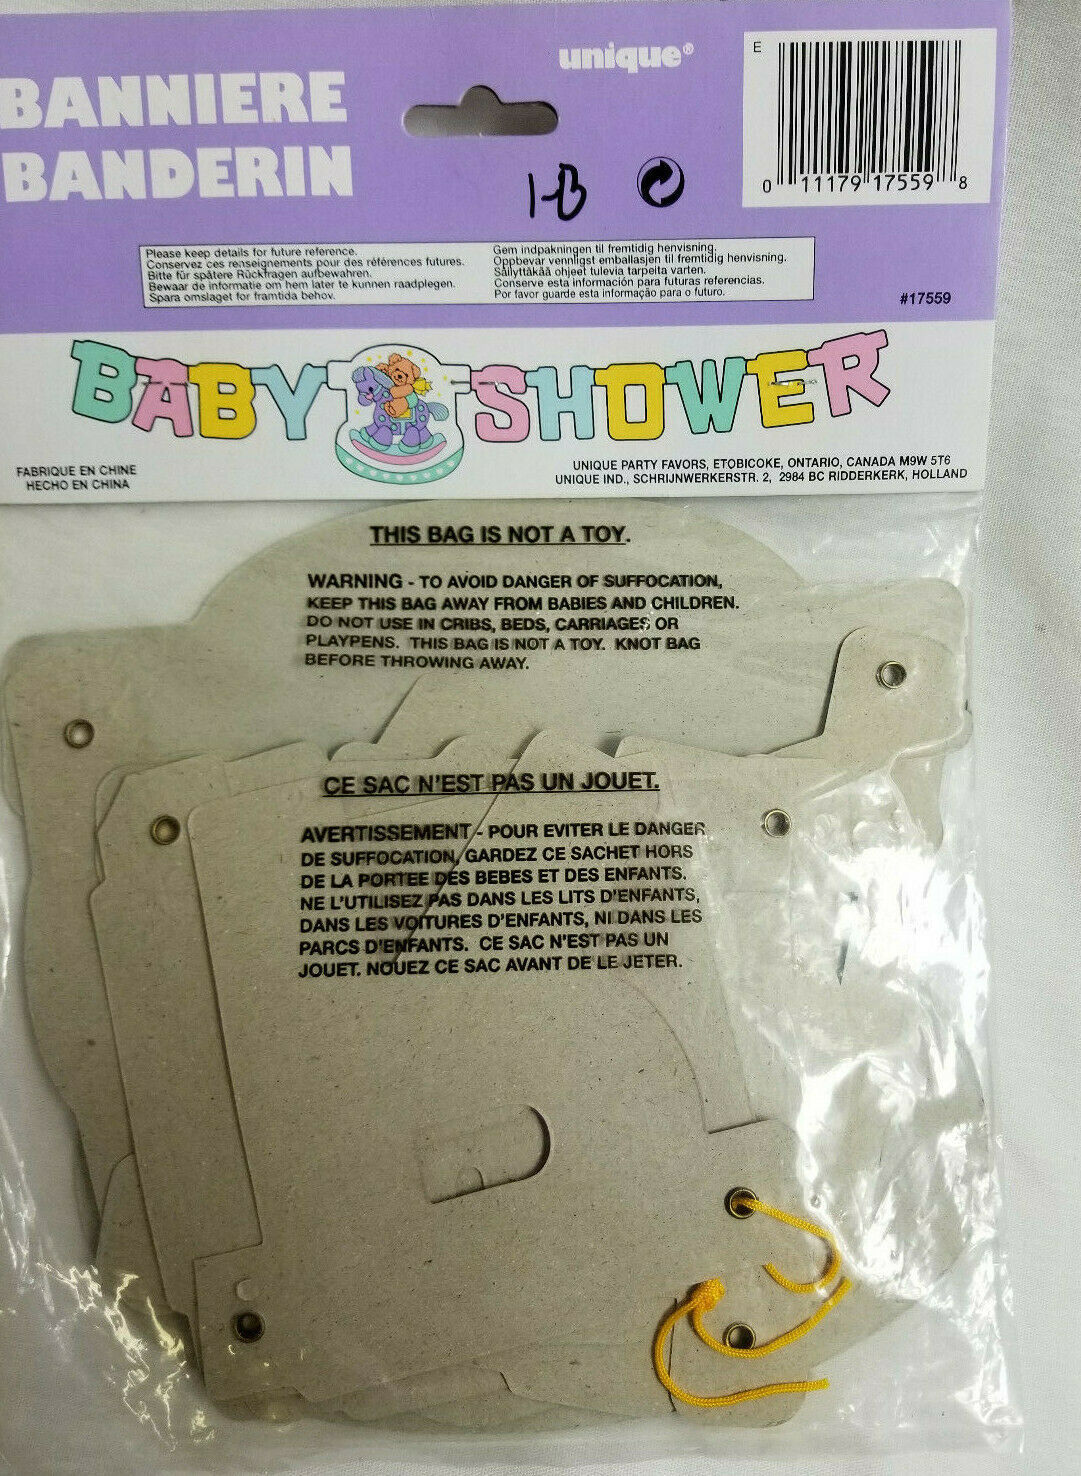 unique®
BANNIERE
BANDERIN
E
0 11179 17559 8
Please keep details for future reference.
Conservez ces renseignements pour des références futures.
Bitte für spätere Rückfragen aufbewahren.
Bewaar de informatie om hem later te kunnen raadplegen.
Spara omslaget for framtida behov.
Gem indpakningen til fremtidig henvisning.
Oppbevar vennligst emballasjen til fremtidig henvisning.
Säilyttäkää ohjeet tulevia tarpeita varten.
Conserve esta información para futuras referencias.
Por favor guarde esta informação para o futuro.
#17559
BABY SHOWER
FABRIQUE EN CHINE
HECHO EN CHINA
UNIQUE PARTY FAVORS, ETOBICOKE, ONTARIO, CANADA M9W 5T6
UNIQUE IND., SCHRIJNWERKERSTR. 2, 2984 BC RIDDERKERK, HOLLAND
THIS BAG IS NOT A TOY.
WARNING - TO AVOID DANGER OF SUFFOCATION,
KEEP THIS BAG AWAY FROM BABIES AND CHILDREN.
DO NOT USE IN CRIBS, BEDS, CARRIAGES OR
PLAYPENS. THIS BAG IS NOT A TOY. KNOT BAG
BEFORE THROWING AWAY.
CE SAC N'EST PAS UN JOUET.
AVERTISSEMENT - POUR EVITER LE DANGER
DE SUFFOCATION, GARDEZ CE SACHET HORS
DE LA PORTEE DES BEBES ET DES ENFANTS.
NE L'UTILISEZ PAS DANS LES LITS D'ENFANTS,
DANS LES VOITURES D'ENFANTS, NI DANS LES
PARCS D'ENFANTS. CE SAC N'EST PAS UN
JOUET. NOUEZ CE SAC AVANT DE LE JETER.